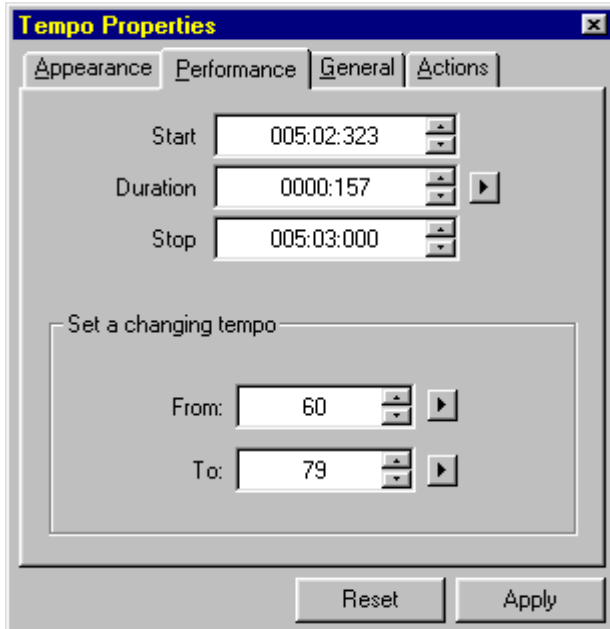 Tempo Properties
Appearance Performance General Actions
Start 005:02:323
Duration 0000:157
Stop 005:03:000
Set a changing tempo
From: 60
To: 79
Reset Apply